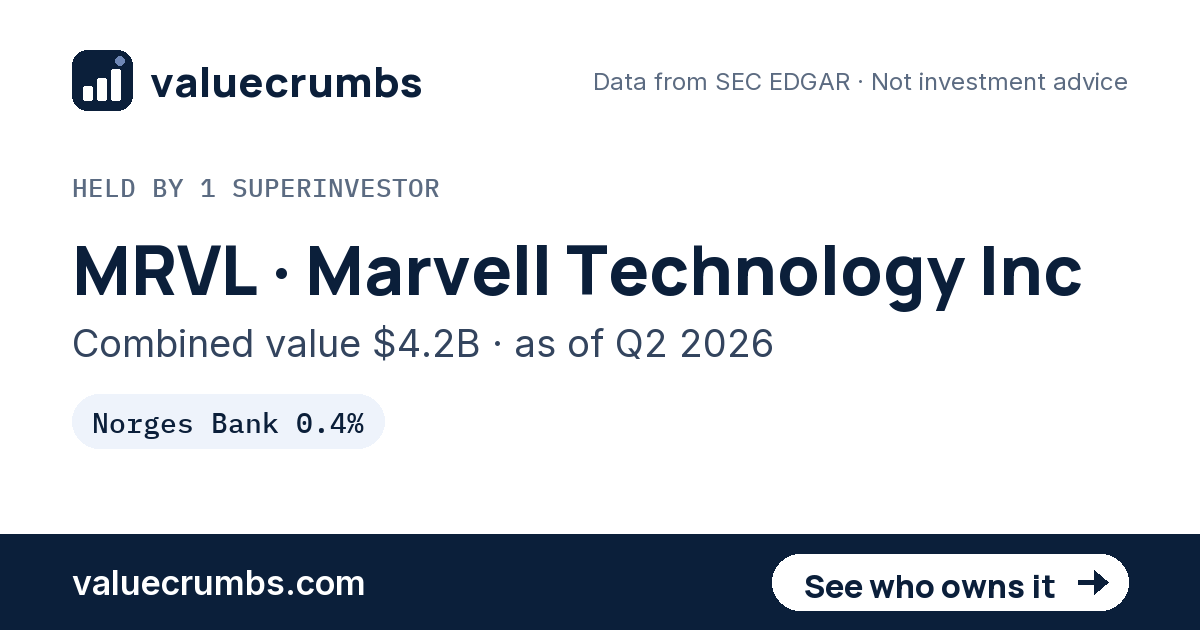 valuecrumbs
Data from SEC EDGAR · Not investment advice
HELD BY 1 SUPERINVESTOR
MRVL · Marvell Technology Inc
Combined value $4.2B · as of Q2 2026
Norges Bank 0.4%
valuecrumbs.com
See who owns it →